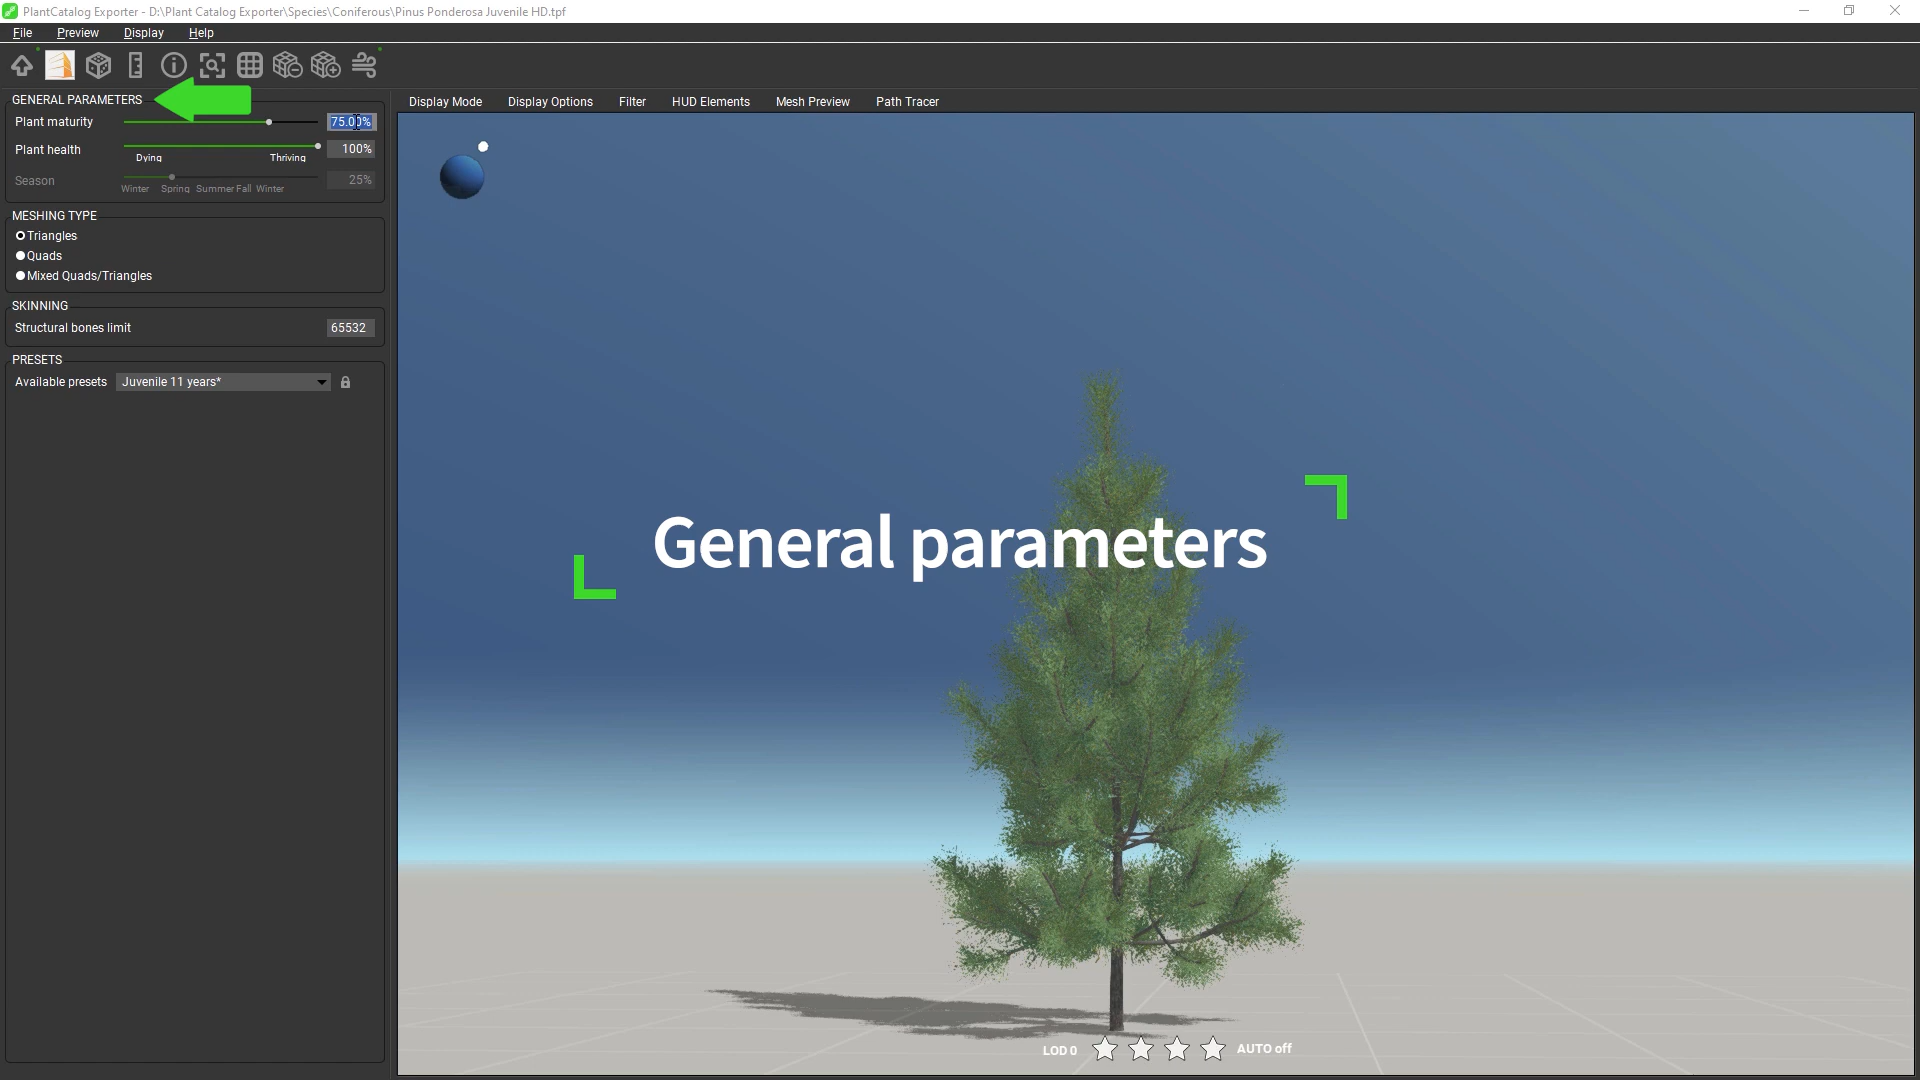 PlantCatalog Exporter - D:\Plant Catalog Exporter\Species\Coniferous\Pinus Ponderosa Juvenile HD.tpf
File Preview Display Help
GENERAL PARAMETERS
Plant maturity 75.00%
Plant health 100%
Dying Thriving
Season 25%
Winter Spring Summer Fall Winter
MESHING TYPE
Triangles
Quads
Mixed Quads/Triangles
SKINNING
Structural bones limit 65532
PRESETS
Available presets Juvenile 11 years*
Display Mode Display Options Filter HUD Elements Mesh Preview Path Tracer
General parameters
LOD 0 AUTO off